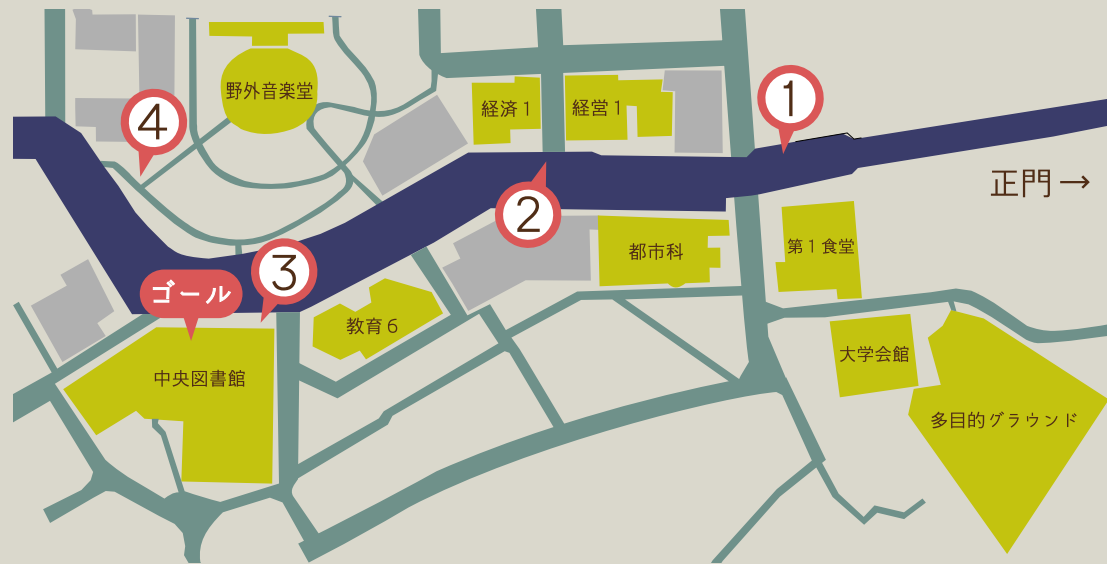 野外音楽堂
④
経済1
経営1
①
正門→
②
都市科
第1食堂
③
ゴール
教育6
中央図書館
大学会館
多目的グラウンド